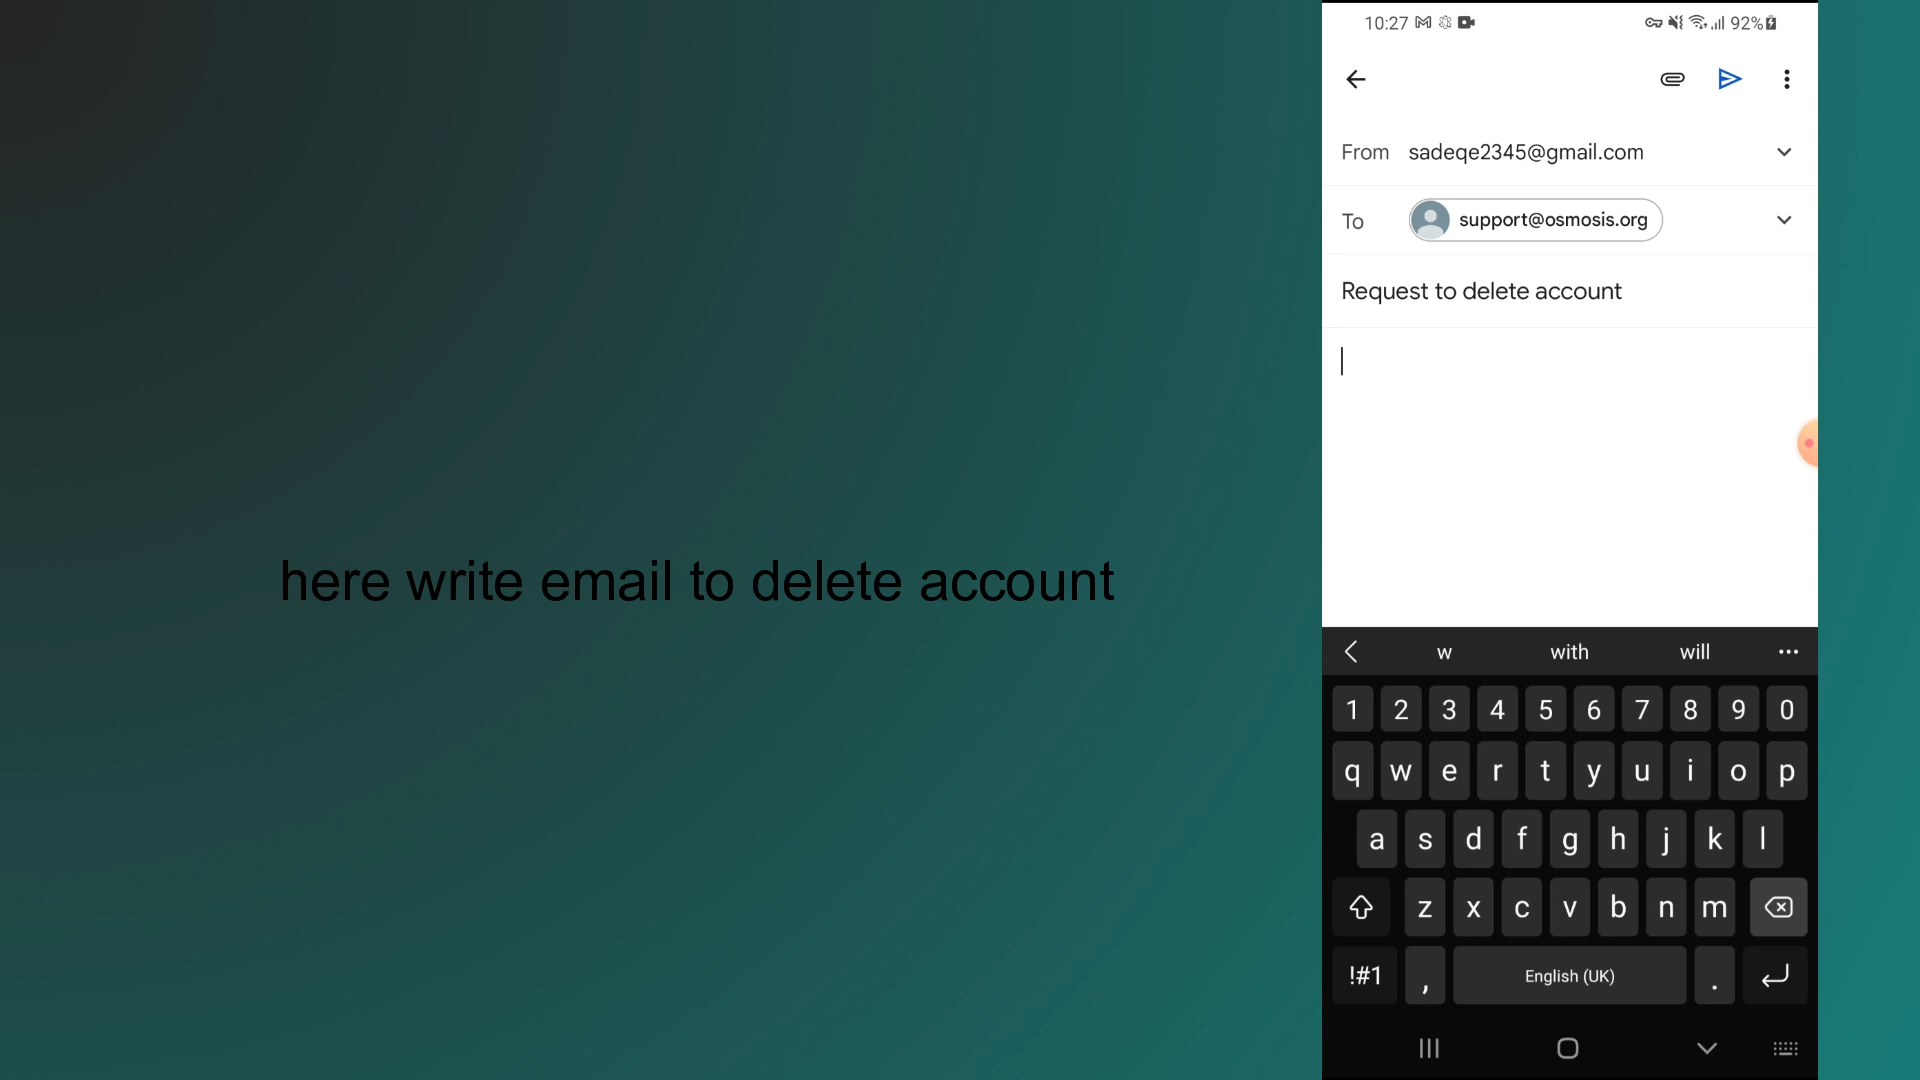 here write email to delete account
10:27 92%
From sadeqe2345@gmail.com
To support@osmosis.org
Request to delete account
w with will
1 2 3 4 5 6 7 8 9 0
q w e r t y u i o p
a s d f g h j k l
z x c v b n m
!#1 , English (UK) .